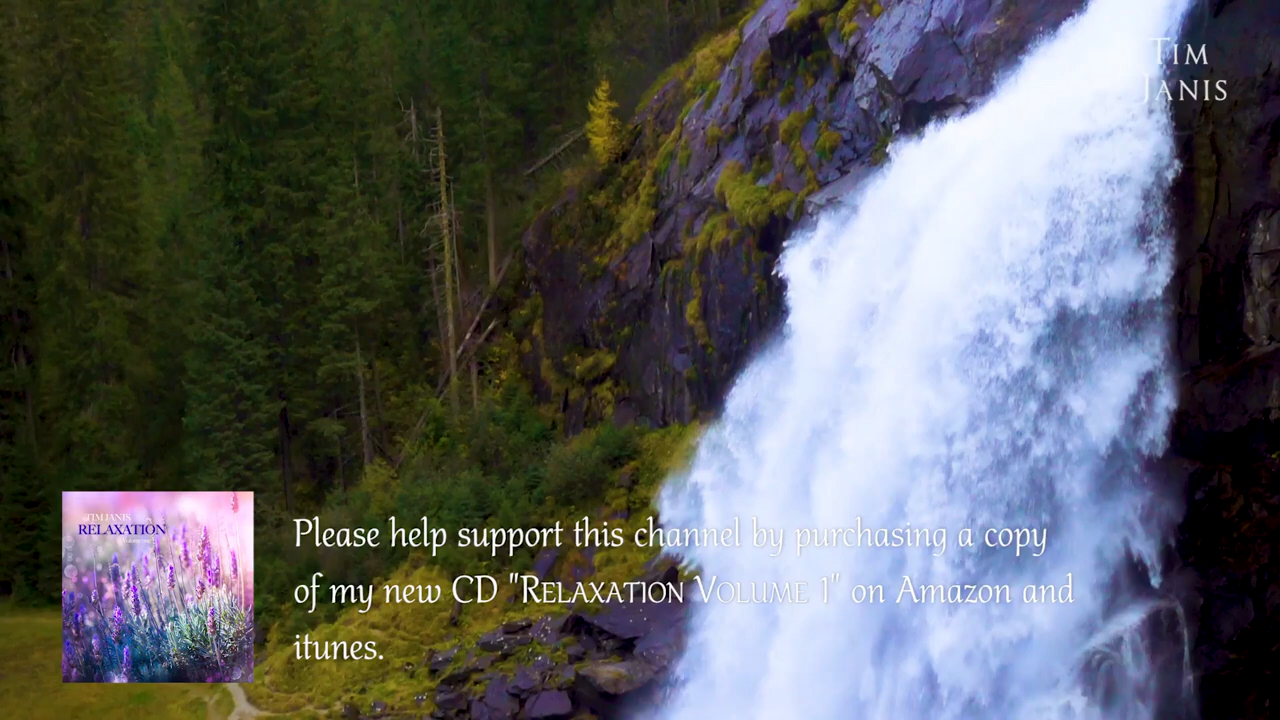 TIM
JANIS
TIM JANIS
RELAXATION
Please help support this channel by purchasing a copy
of my new CD "RELAXATION VOLUME 1" on Amazon and
itunes.